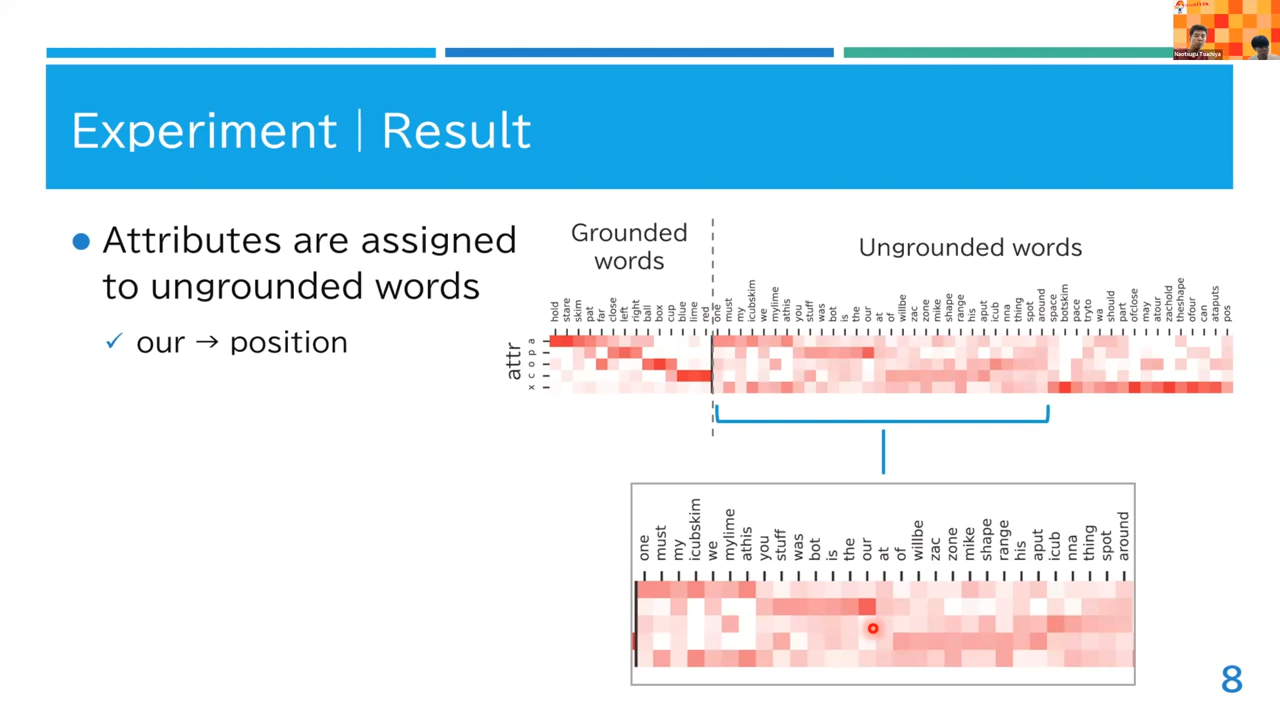 Naotsugu Tsuchiya
Experiment | Result
● Attributes are assigned
to ungrounded words
✓ our → position
Grounded
words
Ungrounded words
hold stare skim pat far close left right ball box cup blue lime red one must my icubskim we mylime athis you stuff was bot is the our at of willbe zac zone mike shape range his aput icub nna thing spot around space botskim pace tryto wa should part ofclose may atour zachold theshape ofour can ataputs pos
attr
a
p
o
c
x
one must my icubskim we mylime athis you stuff was bot is the our at of willbe zac zone mike shape range his aput icub nna thing spot around
8